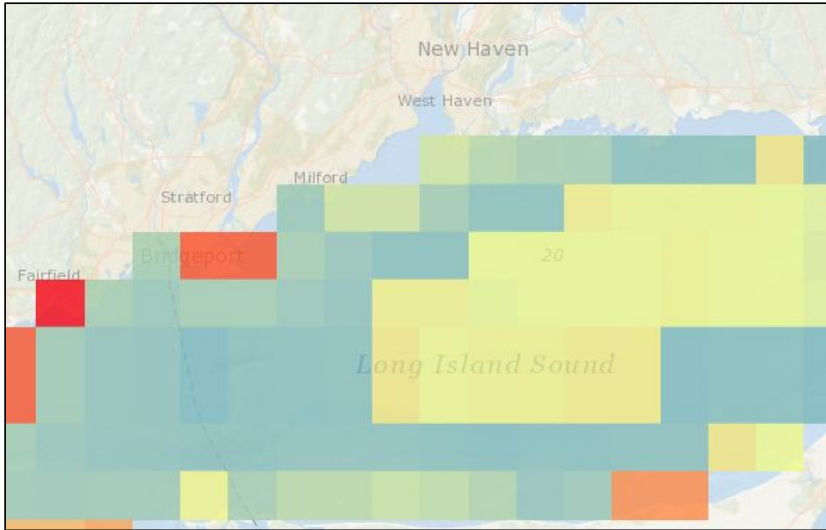 New Haven
West Haven
Milford
Stratford
Bridgeport
20
Fairfield
Long Island Sound